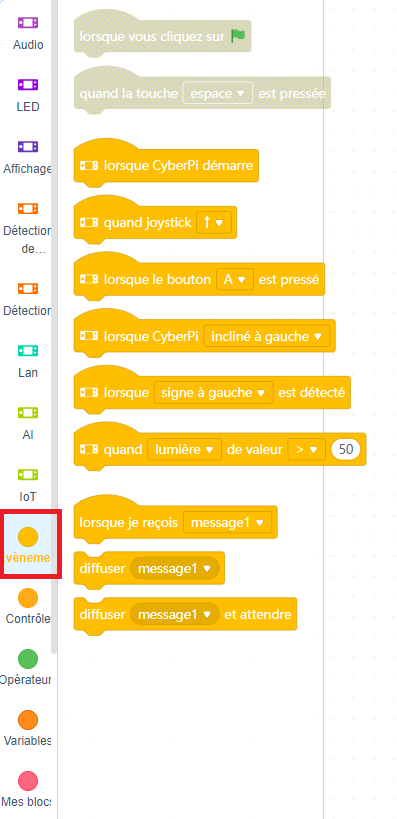 Audio
LED
Affichage
Détection
de...
Détection
Lan
AI
IoT
vèneme
Contrôle
Opérateur
Variables
Mes blocs
lorsque vous cliquez sur
quand la touche espace est pressée
lorsque CyberPi démarre
quand joystick ↑
lorsque le bouton A est pressé
lorsque CyberPi incliné à gauche
lorsque signe à gauche est détecté
quand lumière de valeur > 50
lorsque je reçois message1
diffuser message1
diffuser message1 et attendre